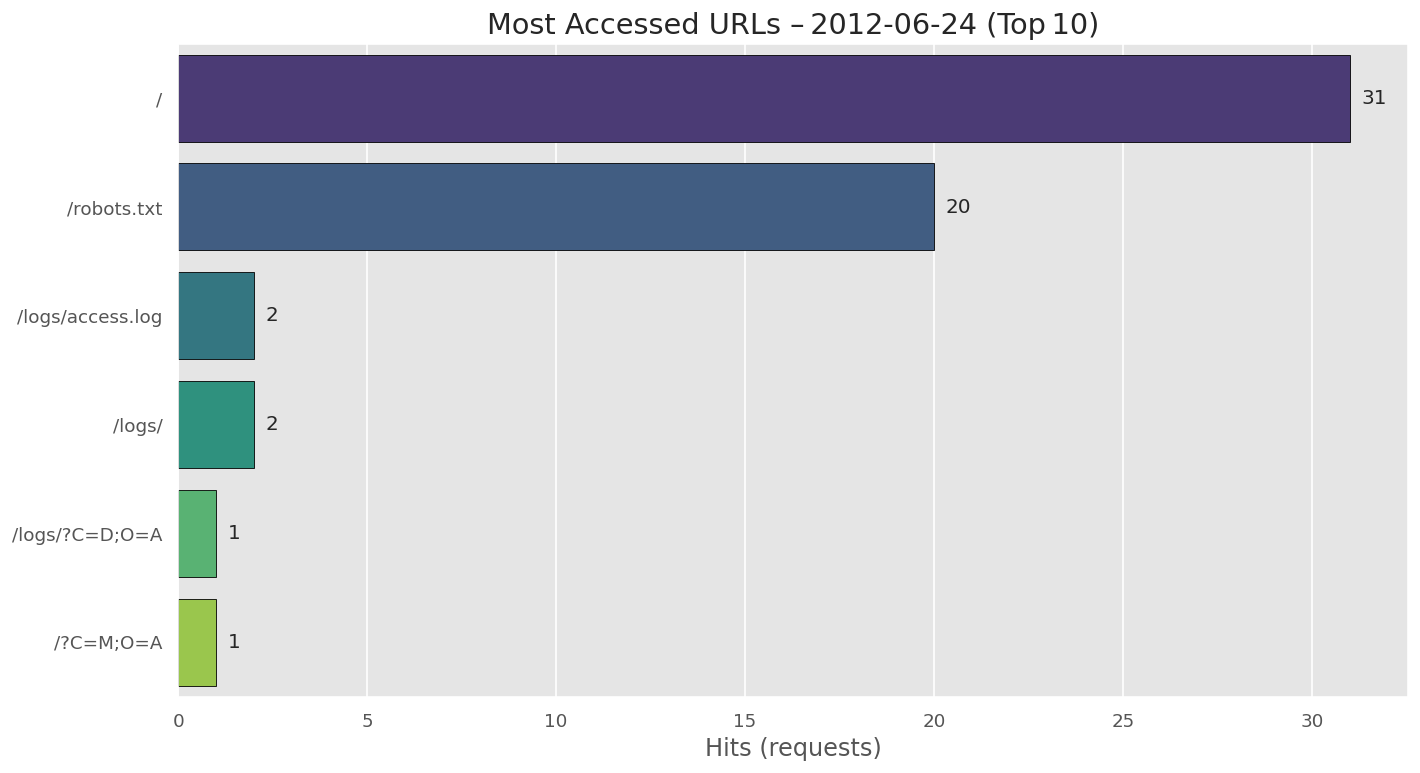 Most Accessed URLs – 2012-06-24 (Top 10)
/
31
/robots.txt
20
/logs/access.log
2
/logs/
2
/logs/?C=D;O=A
1
/?C=M;O=A
1
0 5 10 15 20 25 30
Hits (requests)